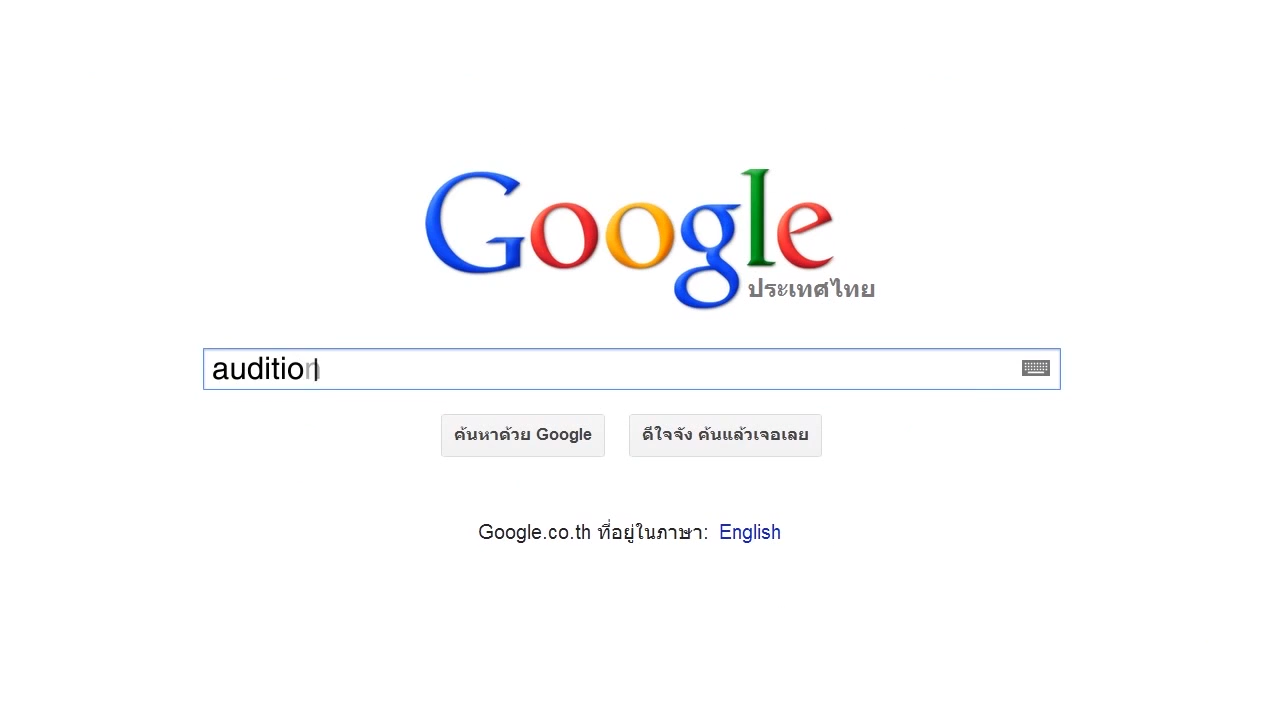 Google
ประเทศไทย
audition
ค้นหาด้วย Google
ดีใจจัง ค้นแล้วเจอเลย
Google.co.th ที่อยู่ในภาษา: English